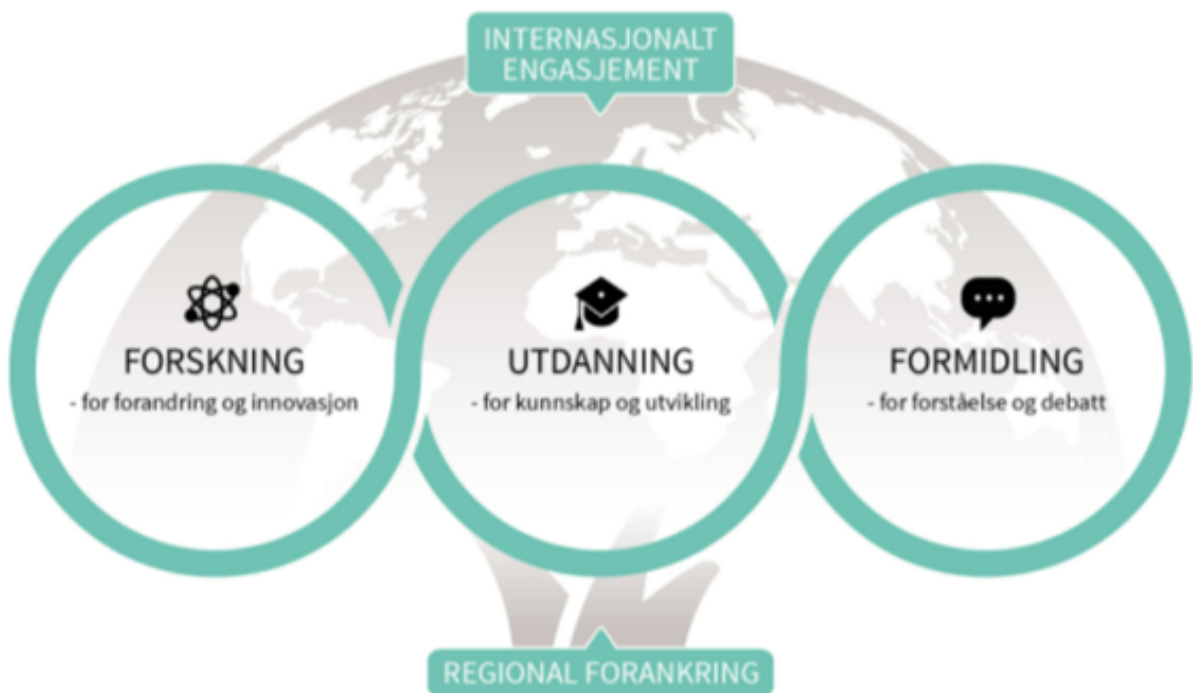 INTERNASJONALT
ENGASJEMENT
FORSKNING
- for forandring og innovasjon
UTDANNING
- for kunnskap og utvikling
FORMIDLING
- for forståelse og debatt
REGIONAL FORANKRING